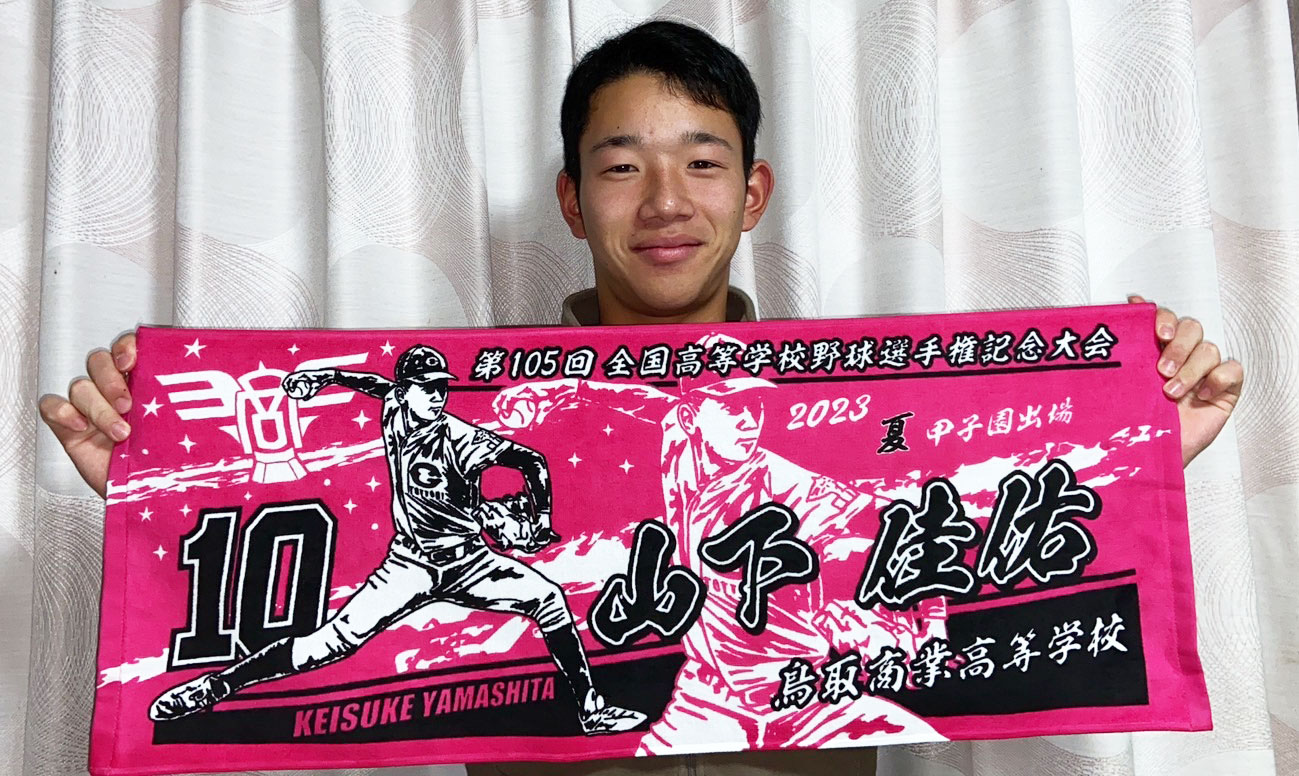 第105回 全国高等学校野球選手権記念大会
2023 夏 甲子園出場
10
山下 佳佑
鳥取商業高等学校
KEISUKE YAMASHITA